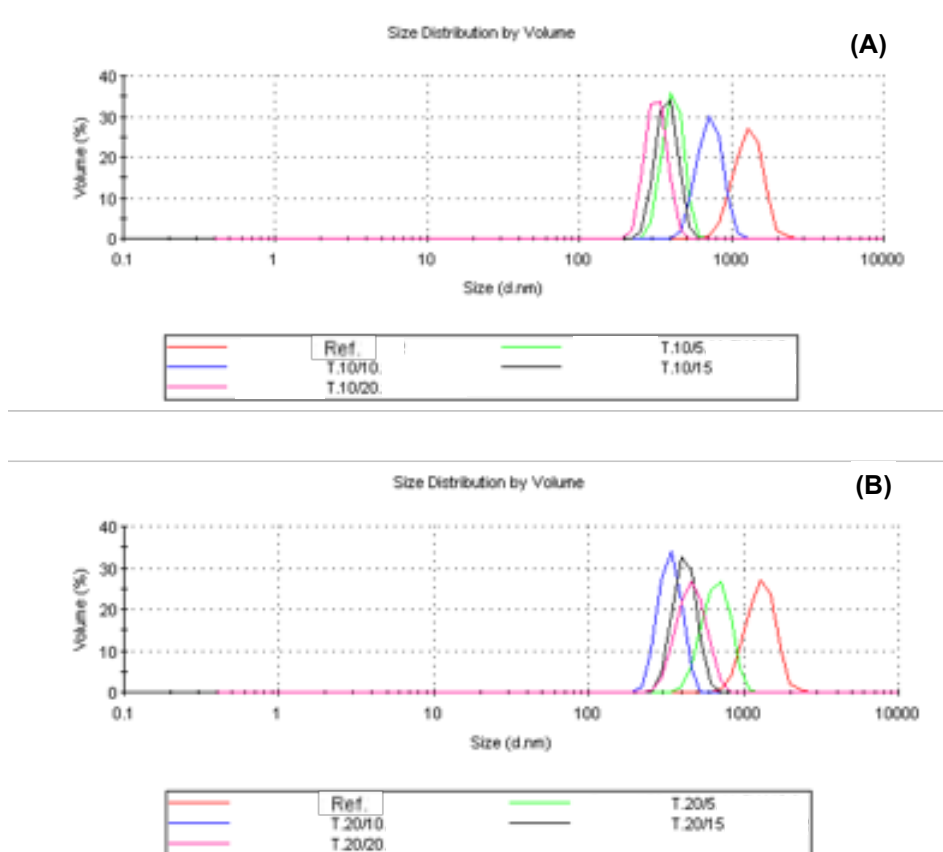 Size Distribution by Volume
(A)
40
30
20
10
0
Volume (%)
0.1 1 10 100 1000 10000
Size (d.nm)
Ref. T.10/5.
T.10/10. T.10/15
T.10/20.
Size Distribution by Volume
(B)
40
30
20
10
0
Volume (%)
0.1 1 10 100 1000 10000
Size (d.nm)
Ref. T.20/5
T.20/10. T.20/15
T.20/20.